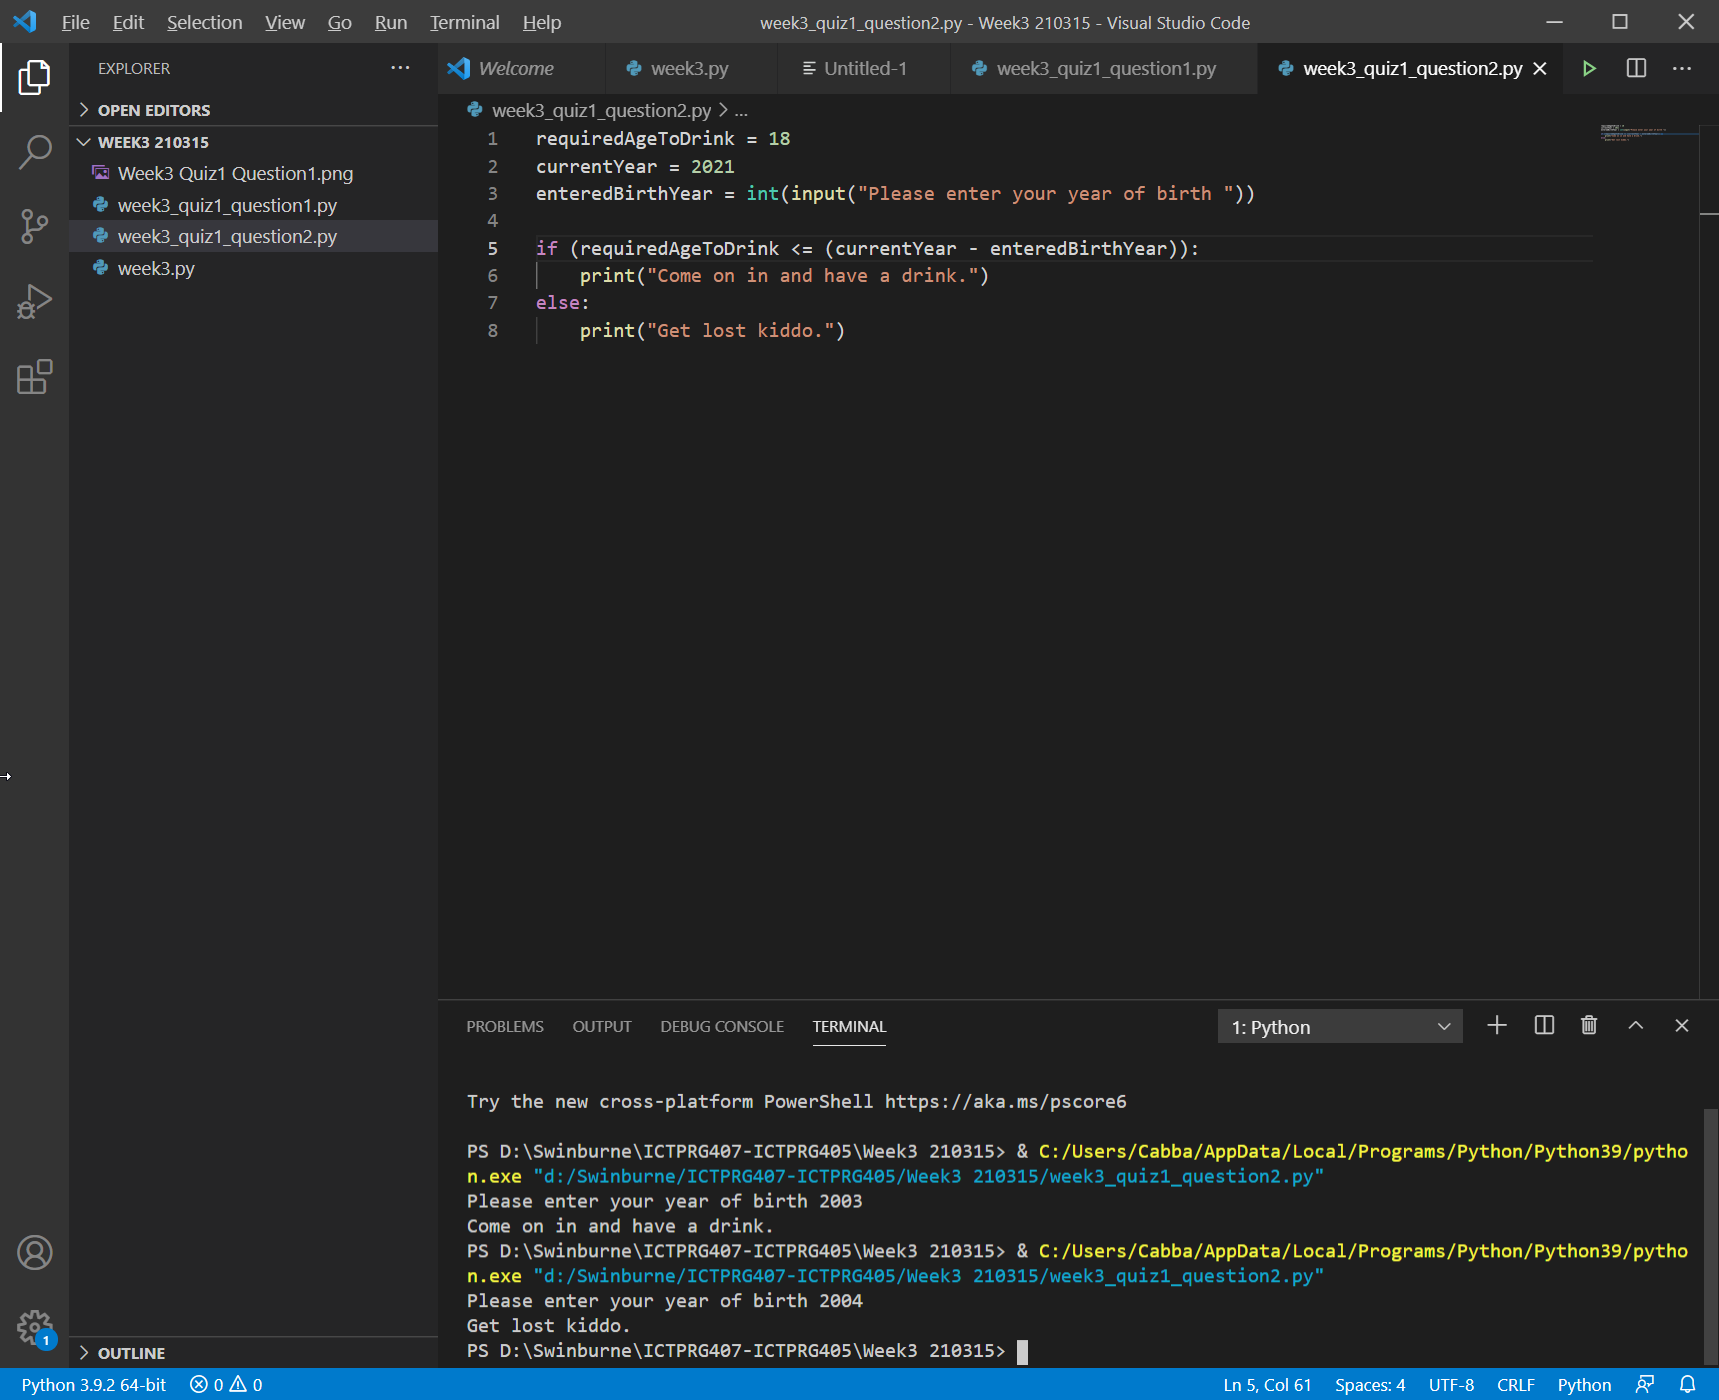 File Edit Selection View Go Run Terminal Help week3_quiz1_question2.py - Week3 210315 - Visual Studio Code
EXPLORER
Welcome week3.py Untitled-1 week3_quiz1_question1.py week3_quiz1_question2.py
OPEN EDITORS
WEEK3 210315
Week3 Quiz1 Question1.png
week3_quiz1_question1.py
week3_quiz1_question2.py
week3.py
week3_quiz1_question2.py > ...
1 requiredAgeToDrink = 18
2 currentYear = 2021
3 enteredBirthYear = int(input("Please enter your year of birth "))
4
5 if (requiredAgeToDrink <= (currentYear - enteredBirthYear)):
6     print("Come on in and have a drink.")
7 else:
8     print("Get lost kiddo.")
PROBLEMS OUTPUT DEBUG CONSOLE TERMINAL 1: Python
Try the new cross-platform PowerShell https://aka.ms/pscore6
PS D:\Swinburne\ICTPRG407-ICTPRG405\Week3 210315> & C:/Users/Cabba/AppData/Local/Programs/Python/Python39/pytho
n.exe "d:/Swinburne/ICTPRG407-ICTPRG405/Week3 210315/week3_quiz1_question2.py"
Please enter your year of birth 2003
Come on in and have a drink.
PS D:\Swinburne\ICTPRG407-ICTPRG405\Week3 210315> & C:/Users/Cabba/AppData/Local/Programs/Python/Python39/pytho
n.exe "d:/Swinburne/ICTPRG407-ICTPRG405/Week3 210315/week3_quiz1_question2.py"
Please enter your year of birth 2004
Get lost kiddo.
PS D:\Swinburne\ICTPRG407-ICTPRG405\Week3 210315>
1
OUTLINE
Python 3.9.2 64-bit 0 0 Ln 5, Col 61 Spaces: 4 UTF-8 CRLF Python